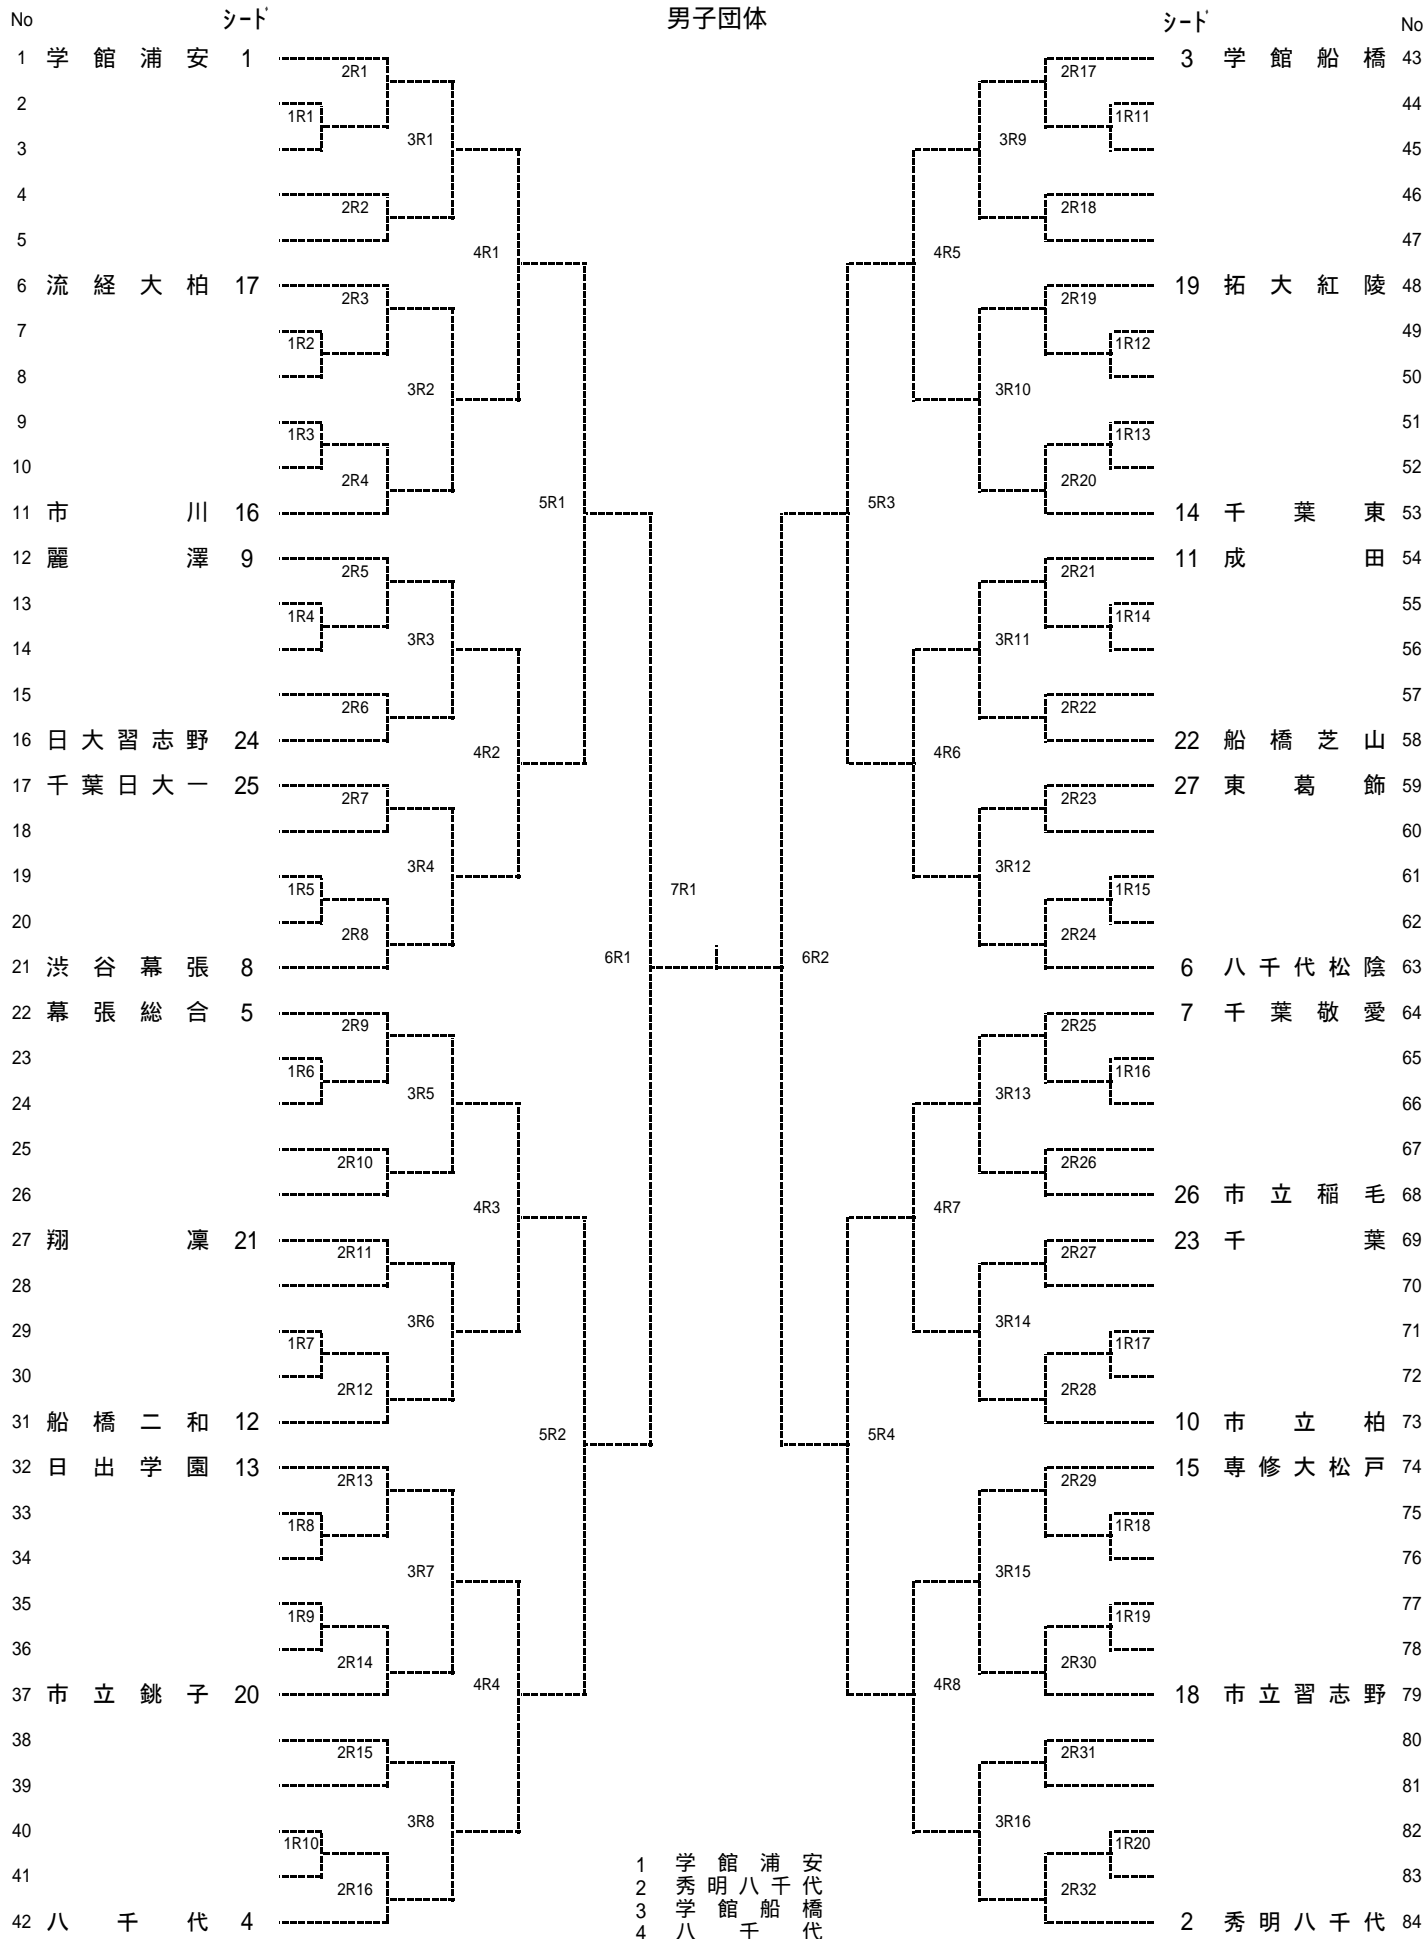 No シード 男子団体 シード No
1 学館浦安 1 2R1 2R17 3 学館船橋 43
2 44
1R1 1R11
3 3R1 3R9 45
4 46
2R2 2R18
5 4R1 4R5 47
6 流経大柏 17 2R3 2R19 19 拓大紅陵 48
7 49
1R2 1R12
8 3R2 3R10 50
9 51
1R3 1R13
10 52
2R4 2R20
11 市川 16 5R1 5R3 14 千葉東 53
12 麗澤 9 2R5 2R21 11 成田 54
13 55
1R4 1R14
14 3R3 3R11 56
15 57
2R6 2R22
16 日大習志野 24 4R2 4R6 22 船橋芝山 58
17 千葉日大一 25 2R7 2R23 27 東葛飾 59
18 60
3R4 3R12
19 61
1R5 7R1 1R15
20 62
2R8 2R24
21 渋谷幕張 8 6R1 6R2 6 八千代松陰 63
22 幕張総合 5 2R9 2R25 7 千葉敬愛 64
23 65
1R6 1R16
24 3R5 3R13 66
25 67
2R10 2R26
26 4R3 4R7 26 市立稲毛 68
27 翔凜 21 2R11 2R27 23 千葉 69
28 70
29 3R6 3R14 71
1R7 1R17
30 72
2R12 2R28
31 船橋二和 12 5R2 5R4 10 市立柏 73
32 日出学園 13 2R13 2R29 15 専修大松戸 74
33 75
1R8 1R18
34 3R7 3R15 76
35 77
1R9 1R19
36 78
2R14 4R4 4R8 2R30
37 市立銚子 20 18 市立習志野 79
38 80
2R15 2R31
39 81
40 3R8 3R16 82
1R10 1R20
41 83
2R16 2R32
42 八千代 4 2 秀明八千代 84
1 学館浦安
2 秀明八千代
3 学館船橋
4 八千代